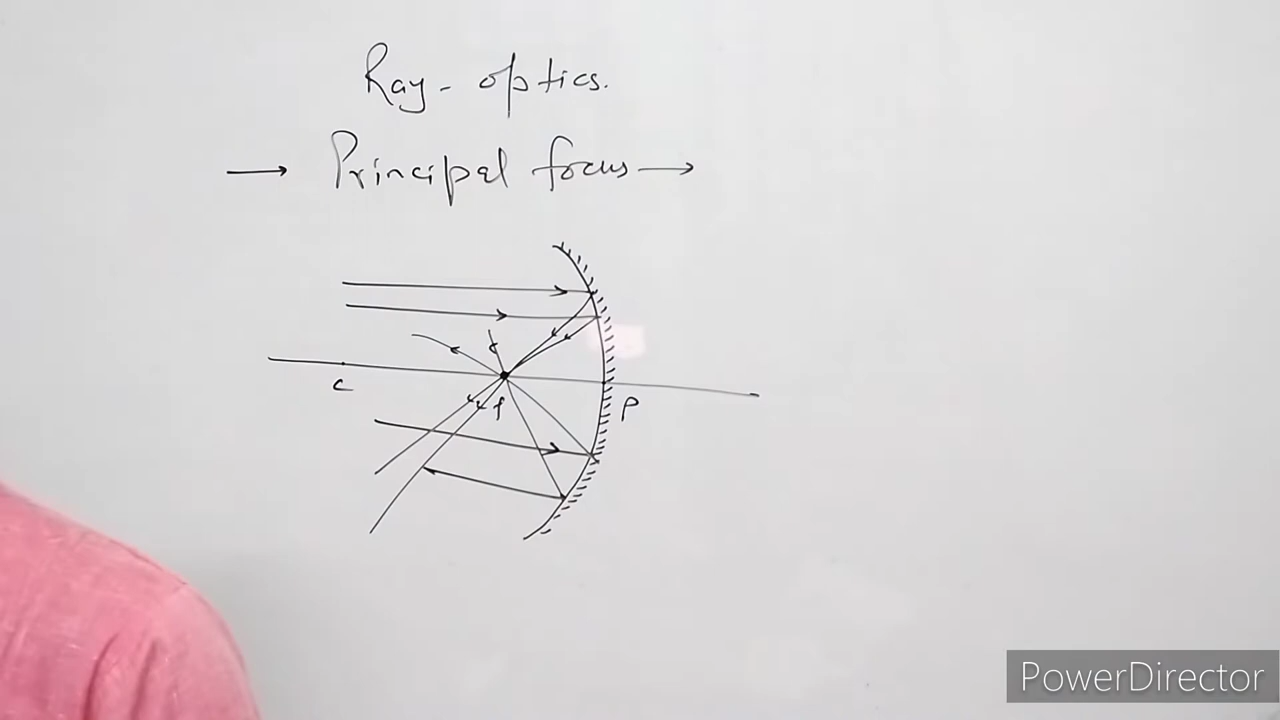 Ray - optics.
→ Principal focus →
C
f
P
PowerDirector